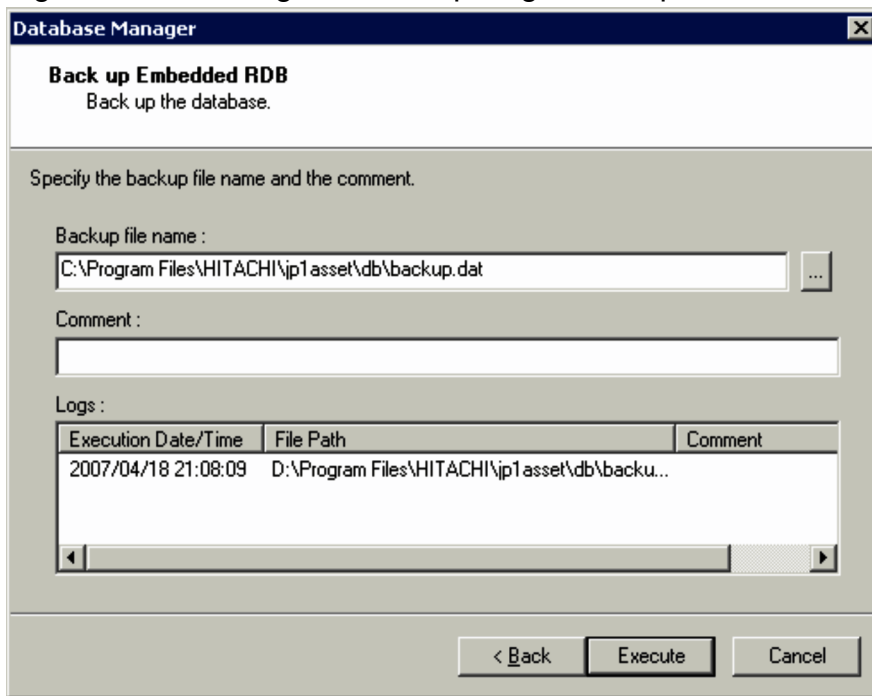 Database Manager
Back up Embedded RDB
Back up the database.
Specify the backup file name and the comment.
Backup file name :
C:\Program Files\HITACHI\jp1asset\db\backup.dat
...
Comment :
Logs :
Execution Date/Time File Path Comment
2007/04/18 21:08:09 D:\Program Files\HITACHI\jp1asset\db\backu...
< Back Execute Cancel